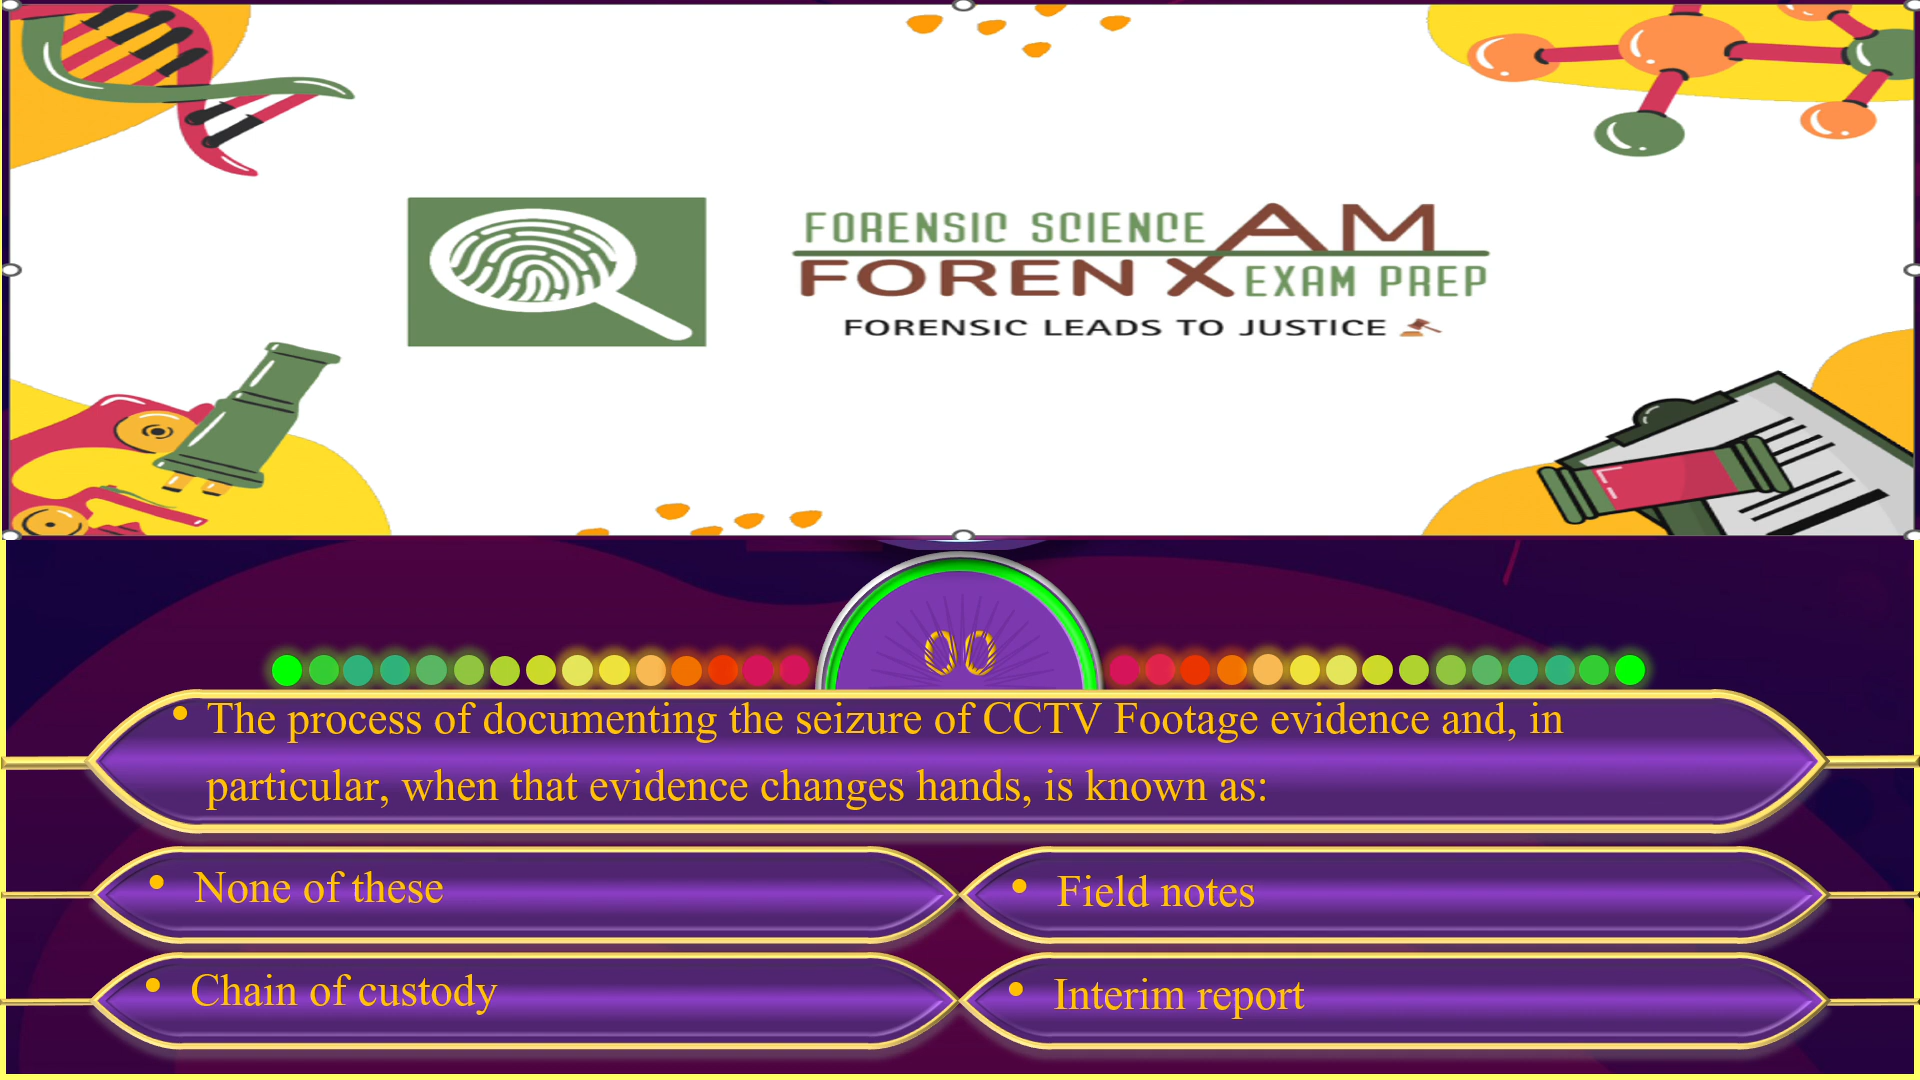 FORENSIC SCIENCE AM
FOREN X EXAM PREP
FORENSIC LEADS TO JUSTICE
00
• The process of documenting the seizure of CCTV Footage evidence and, in
particular, when that evidence changes hands, is known as:
• None of these
• Field notes
• Chain of custody
• Interim report